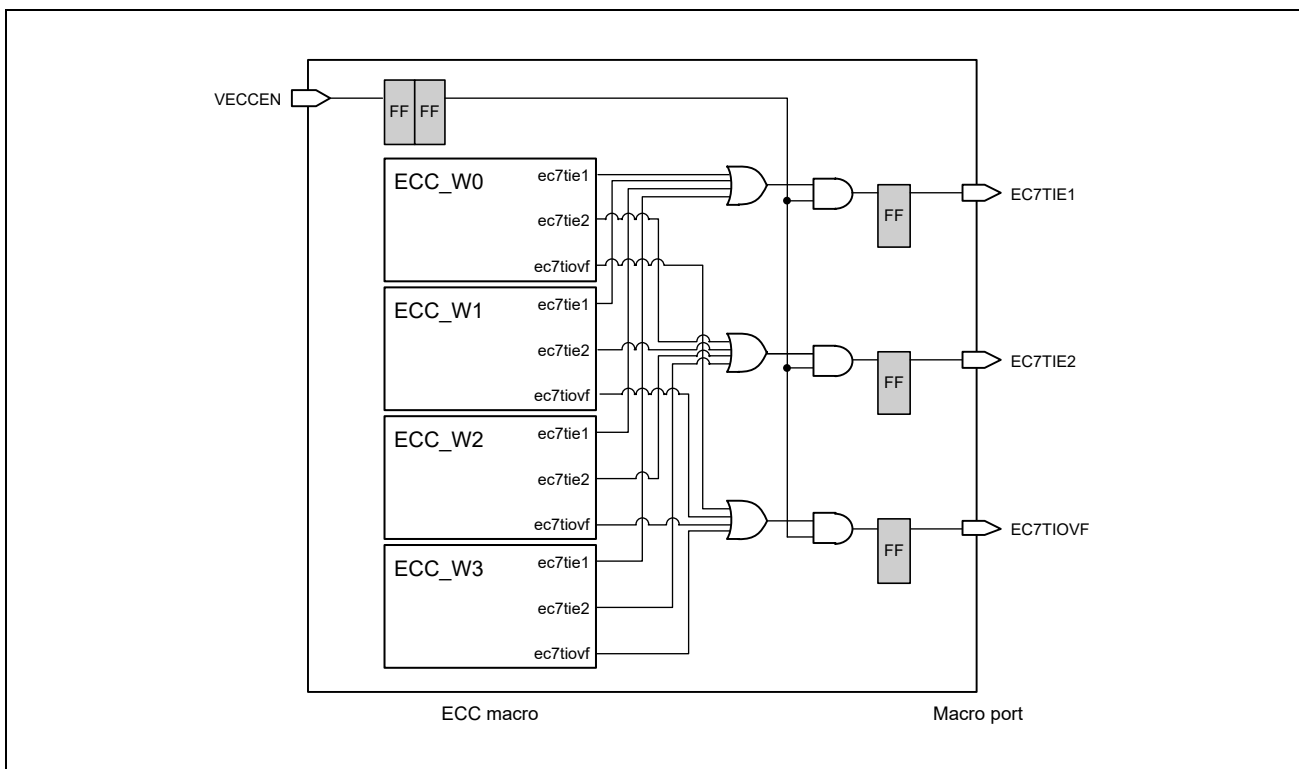 VECCEN
FF FF
ECC_W0
ec7tie1
ec7tie2
ec7tiovf
ECC_W1
ec7tie1
ec7tie2
ec7tiovf
ECC_W2
ec7tie1
ec7tie2
ec7tiovf
ECC_W3
ec7tie1
ec7tie2
ec7tiovf
FF
EC7TIE1
FF
EC7TIE2
FF
EC7TIOVF
ECC macro
Macro port